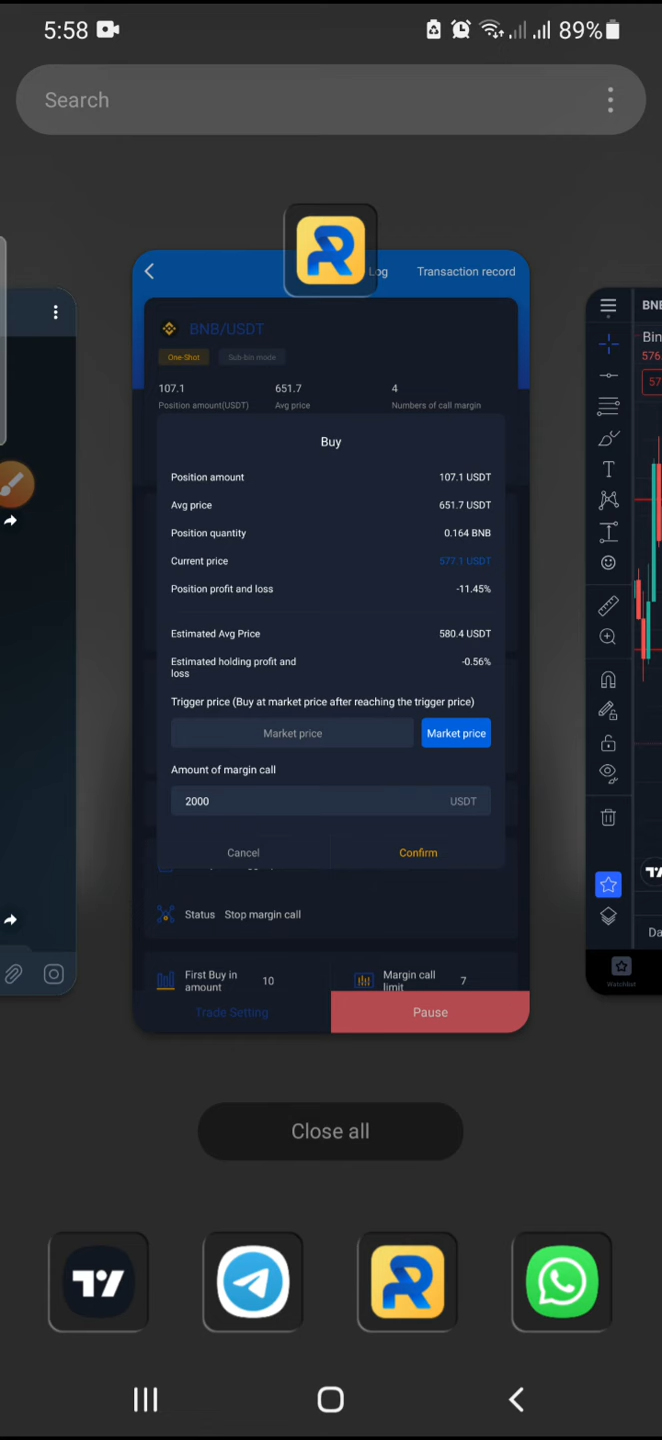 5:58
89%
Search
Log
Transaction record
BNB/USDT
One-Shot
Sub-bin mode
107.1
651.7
4
Position amount(USDT)
Avg price
Numbers of call margin
Buy
Position amount
107.1 USDT
Avg price
651.7 USDT
Position quantity
0.164 BNB
Current price
577.1 USDT
Position profit and loss
-11.45%
Estimated Avg Price
580.4 USDT
Estimated holding profit and
loss
-0.56%
Trigger price (Buy at market price after reaching the trigger price)
Market price
Market price
Amount of margin call
2000
USDT
Cancel
Confirm
Status
Stop margin call
First Buy in
amount
10
Margin call
limit
7
Trade Setting
Pause
BN
Bin
576
57
Da
Watchlist
Close all